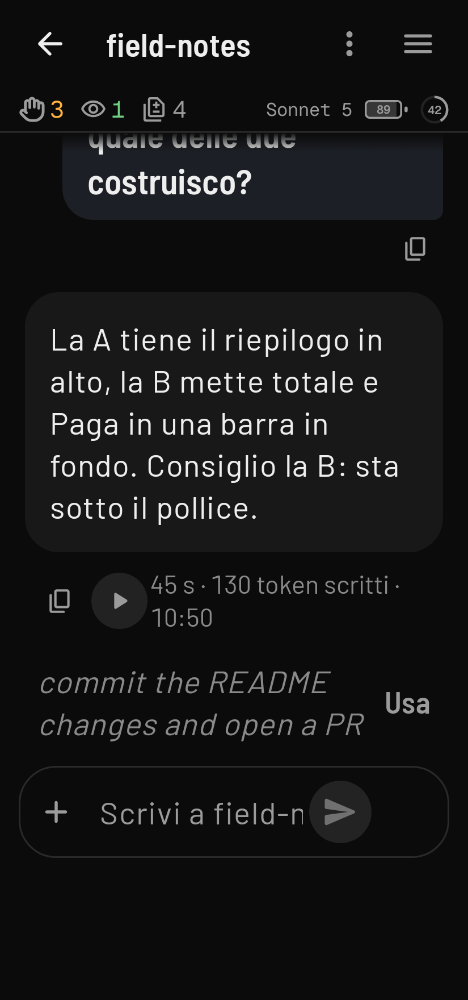 field-notes
3 1 4 Sonnet 5 89 42
quale delle due
costruisco?
La A tiene il riepilogo in
alto, la B mette totale e
Paga in una barra in
fondo. Consiglio la B: sta
sotto il pollice.
45 s · 130 token scritti ·
10:50
commit the README
changes and open a PR
Usa
Scrivi a field-n